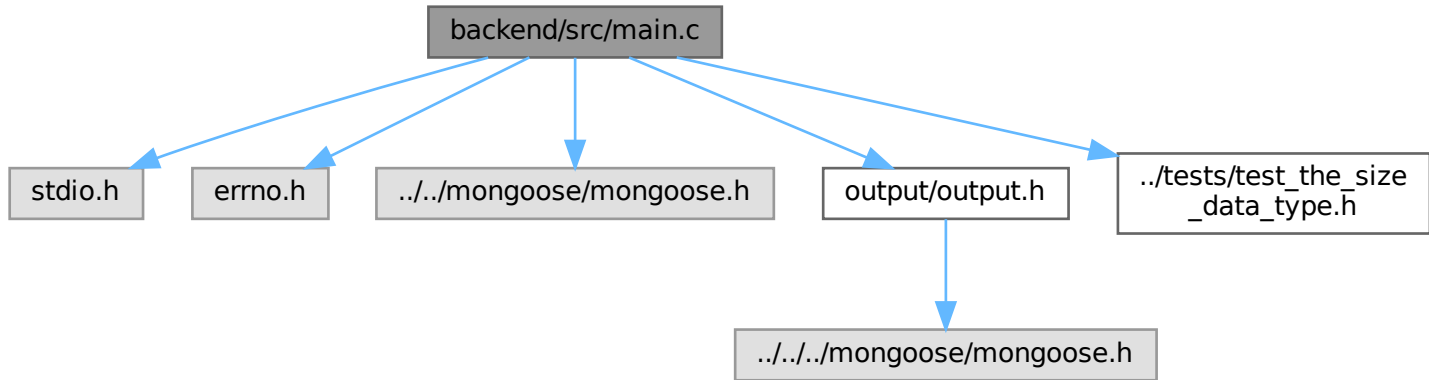 backend/src/main.c
stdio.h
errno.h
../../mongoose/mongoose.h
output/output.h
../tests/test_the_size
_data_type.h
../../../mongoose/mongoose.h